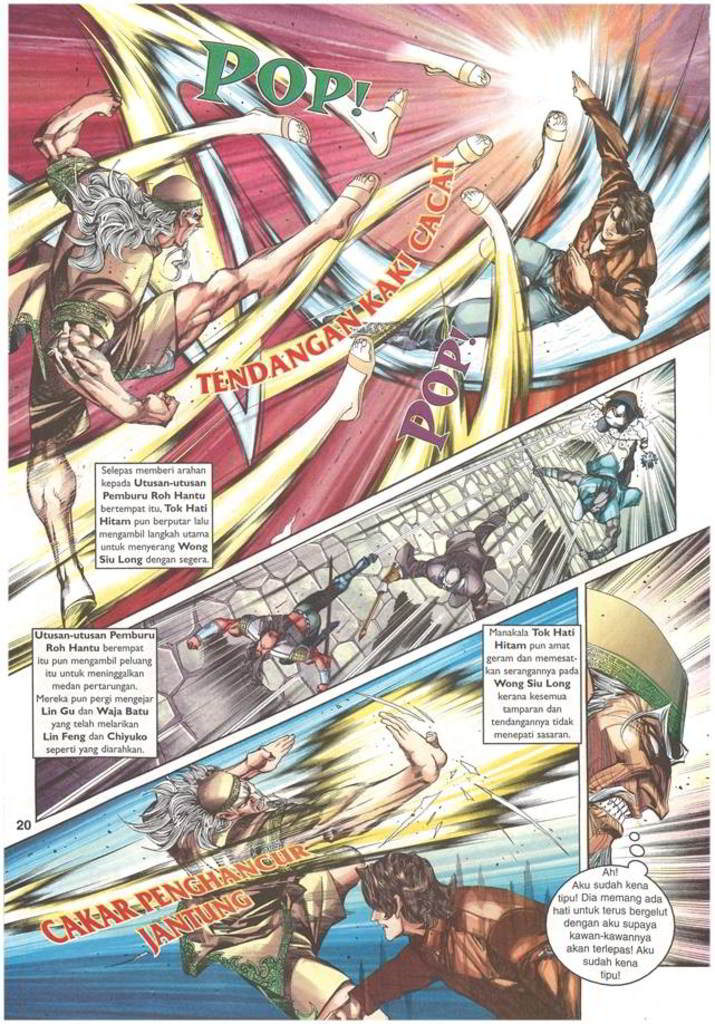 POP!
TENDANGAN KAKI CACAT
POP!
Selepas memberi arahan
kepada Utusan-utusan
Pemburu Roh Hantu
bertempat itu, Tok Hati
Hitam pun berputar lalu
mengambil langkah utama
untuk menyerang Wong
Siu Long dengan segera.
Utusan-utusan Pemburu
Roh Hantu berempat
itu pun mengambil peluang
itu untuk meninggalkan
medan pertarungan.
Mereka pun pergi mengejar
Lin Gu dan Waja Batu
yang telah melarikan
Lin Feng dan Chiyuko
seperti yang diarahkan.
Manakala Tok Hati
Hitam pun amat
geram dan memesat-
kan serangannya pada
Wong Siu Long
kerana kesemua
tamparan dan
tendangannya tidak
menepati sasaran.
20
CAKAR PENGHANCUR
JANTUNG
Ah!
Aku sudah kena
tipu! Dia memang ada
hati untuk terus bergelut
dengan aku supaya
kawan-kawannya
akan terlepas! Aku
sudah kena
tipu!